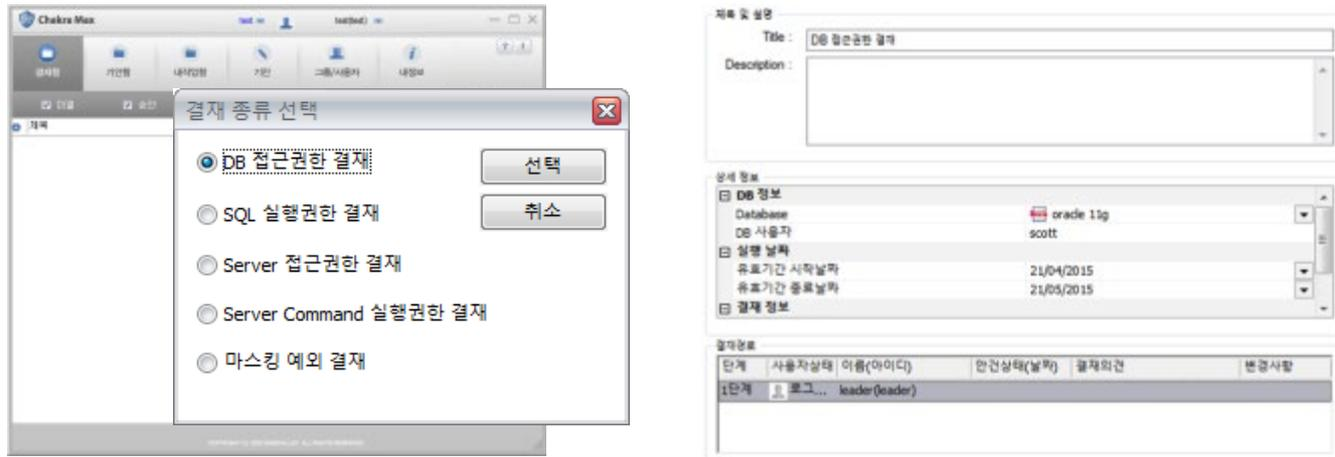 Chakra Max
test
test(test)
결재함
기안함
내작업함
기안
그룹/사용자
내정보
제목
결재 종류 선택
DB 접근권한 결재
선택
SQL 실행권한 결재
취소
Server 접근권한 결재
Server Command 실행권한 결재
마스킹 예외 결재
제목 및 설명
Title : DB 접근권한 결재
Description :
상세 정보
DB 정보
Database oracle 11g
DB 사용자 scott
실행 날짜
유효기간 시작날짜 21/04/2015
유효기간 종료날짜 21/05/2015
결재 정보
결재경로
단계 사용자상태 이름(아이디) 안건상태(날짜) 결재의견 변경사항
1단계 로그... leader(leader)